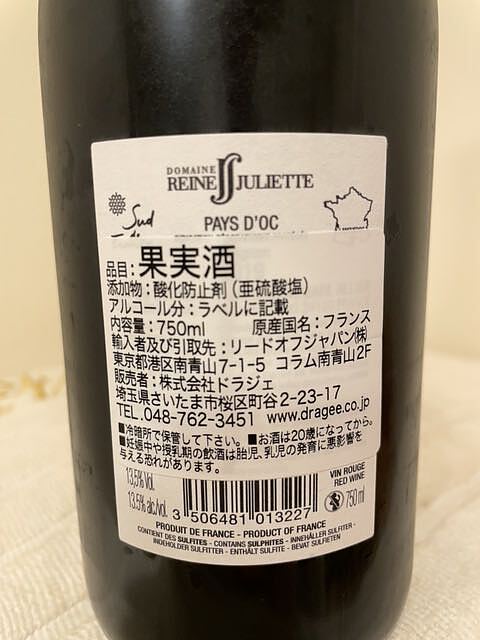 DOMAINE
REINE JULIETTE
Sud
PAYS D'OC
品目：果実酒
添加物：酸化防止剤（亜硫酸塩）
アルコール分：ラベルに記載
内容量：750ml 原産国名：フランス
輸入者及び引取先：リードオフジャパン㈱
東京都港区南青山7-1-5 コラム南青山2F
販売者：株式会社ドラジェ
埼玉県さいたま市桜区町谷2-23-17
TEL.048-762-3451 www.dragee.co.jp
■冷暗所で保管して下さい。■お酒は20歳になってから。
■妊娠中や授乳期の飲酒は胎児、乳児の発育に悪影響を
与える恐れがあります。
13,5% Vol.
13.5% alc/vol.
3 506481 013227
VIN ROUGE
RED WINE
750 ml
PRODUIT DE FRANCE - PRODUCT OF FRANCE
CONTIENT DES SULFITES - CONTAINS SULPHITES - INNEHÅLLER SULFITER -
INDEHOLDER SULFITTER - ENTHÄLT SULFITE - BEVAT SULFIETEN